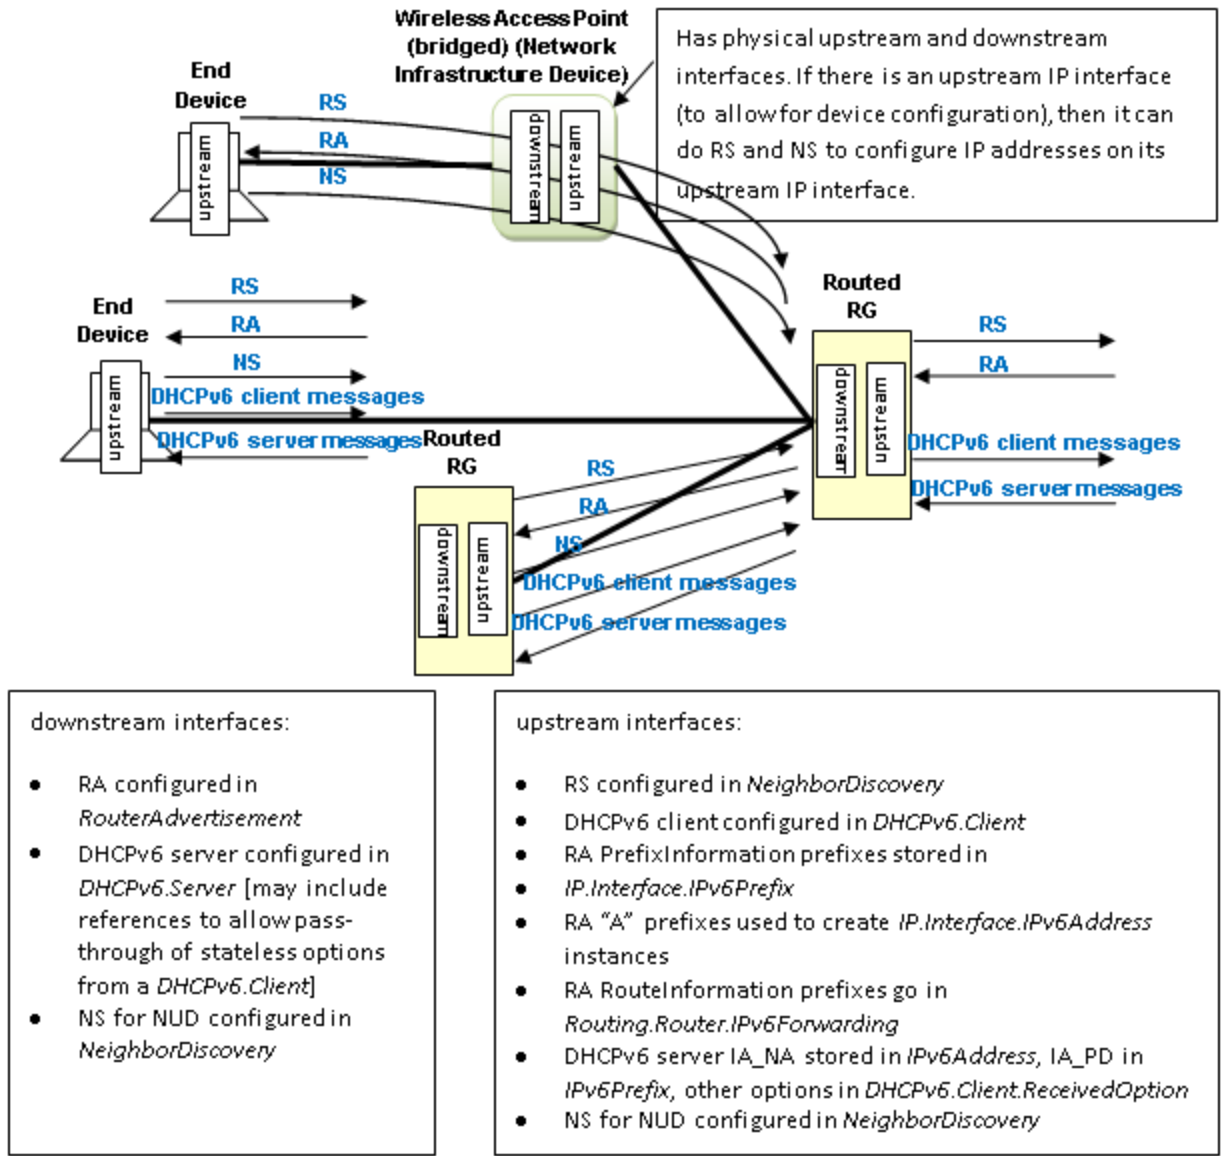 Wireless Access Point
(bridged) (Network
Infrastructure Device)
Has physical upstream and downstream
interfaces. If there is an upstream IP interface
(to allow for device configuration), then it can
do RS and NS to configure IP addresses on its
upstream IP interface.
End
Device
RS
RA
NS
upstream
downstream
upstream
End
Device
RS
RA
NS
DHCPv6 client messages
DHCPv6 server messages
upstream
Routed
RG
RS
RA
DHCPv6 client messages
DHCPv6 server messages
downstream
upstream
Routed
RG
RS
RA
NS
DHCPv6 client messages
DHCPv6 server messages
downstream
upstream
downstream interfaces:
● RA configured in
RouterAdvertisement
● DHCPv6 server configured in
DHCPv6.Server [may include
references to allow pass-
through of stateless options
from a DHCPv6.Client]
● NS for NUD configured in
NeighborDiscovery
upstream interfaces:
● RS configured in NeighborDiscovery
● DHCPv6 client configured in DHCPv6.Client
● RA PrefixInformation prefixes stored in
● IP.Interface.IPv6Prefix
● RA “A” prefixes used to create IP.Interface.IPv6Address
instances
● RA RouteInformation prefixes go in
Routing.Router.IPv6Forwarding
● DHCPv6 server IA_NA stored in IPv6Address, IA_PD in
IPv6Prefix, other options in DHCPv6.Client.ReceivedOption
● NS for NUD configured in NeighborDiscovery